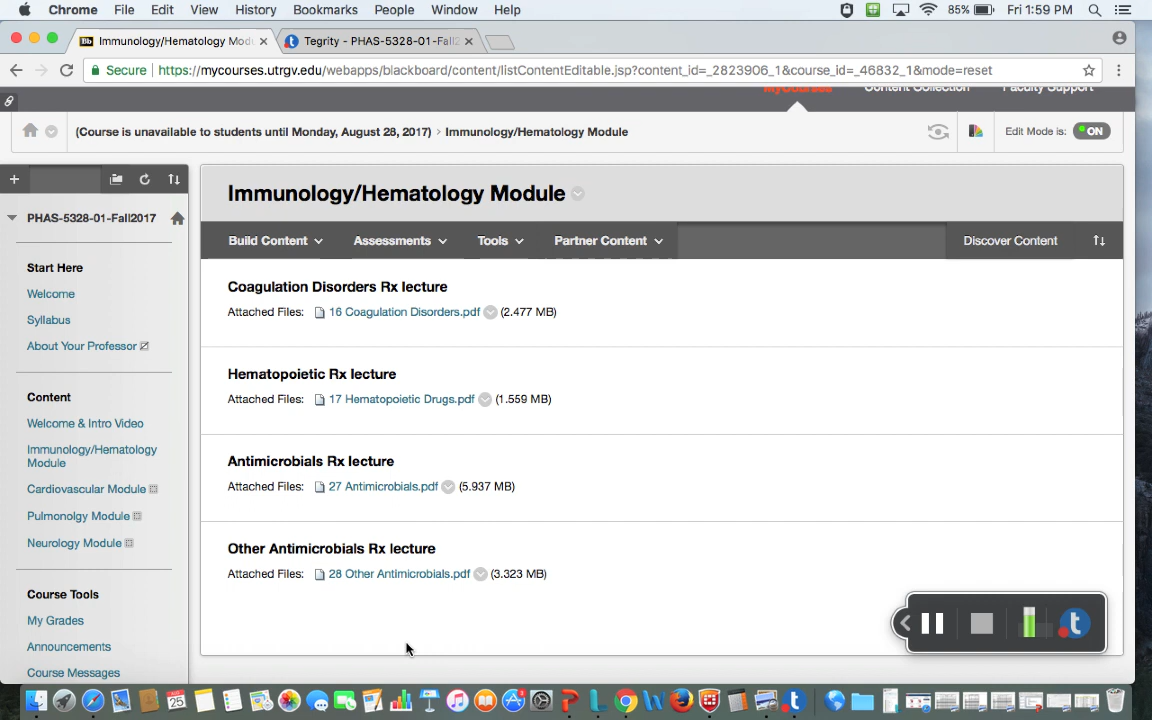 Chrome File Edit View History Bookmarks People Window Help 85% Fri 1:59 PM
Bb Immunology/Hematology Modu × t Tegrity - PHAS-5328-01-Fall2 ×
Secure https://mycourses.utrgv.edu/webapps/blackboard/content/listContentEditable.jsp?content_id=_2823906_1&course_id=_46832_1&mode=reset
MyCourses Content Collection Faculty Support
(Course is unavailable to students until Monday, August 28, 2017) > Immunology/Hematology Module Edit Mode is: ON
PHAS-5328-01-Fall2017
Start Here
Welcome
Syllabus
About Your Professor
Content
Welcome & Intro Video
Immunology/Hematology
Module
Cardiovascular Module
Pulmonolgy Module
Neurology Module
Course Tools
My Grades
Announcements
Course Messages
Immunology/Hematology Module
Build Content Assessments Tools Partner Content Discover Content
Coagulation Disorders Rx lecture
Attached Files: 16 Coagulation Disorders.pdf (2.477 MB)
Hematopoietic Rx lecture
Attached Files: 17 Hematopoietic Drugs.pdf (1.559 MB)
Antimicrobials Rx lecture
Attached Files: 27 Antimicrobials.pdf (5.937 MB)
Other Antimicrobials Rx lecture
Attached Files: 28 Other Antimicrobials.pdf (3.323 MB)
t
25